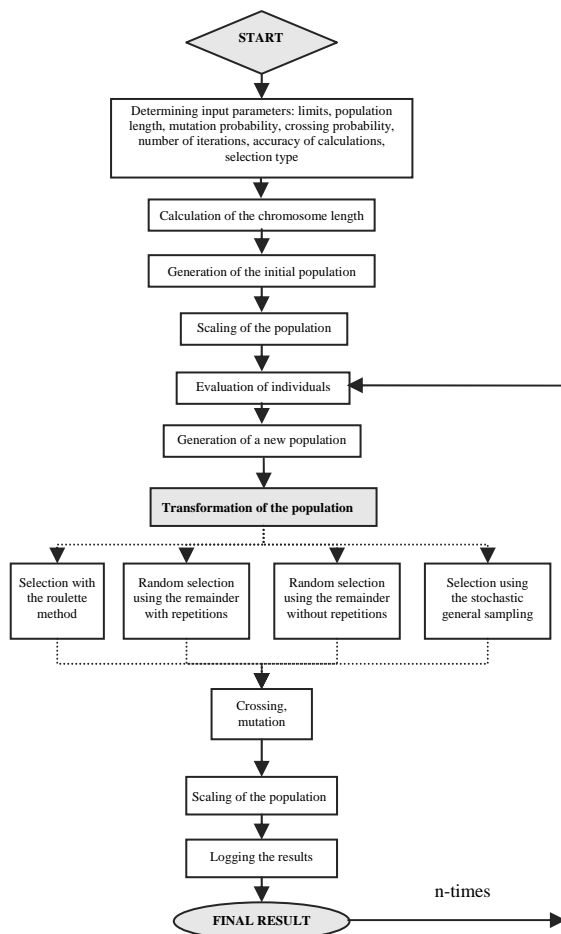 START
Determining input parameters: limits, population
length, mutation probability, crossing probability,
number of iterations, accuracy of calculations,
selection type
Calculation of the chromosome length
Generation of the initial population
Scaling of the population
Evaluation of individuals
Generation of a new population
Transformation of the population
Selection with
the roulette
method
Random selection
using the remainder
with repetitions
Random selection
using the remainder
without repetitions
Selection using
the stochastic
general sampling
Crossing,
mutation
Scaling of the population
Logging the results
n-times
FINAL RESULT